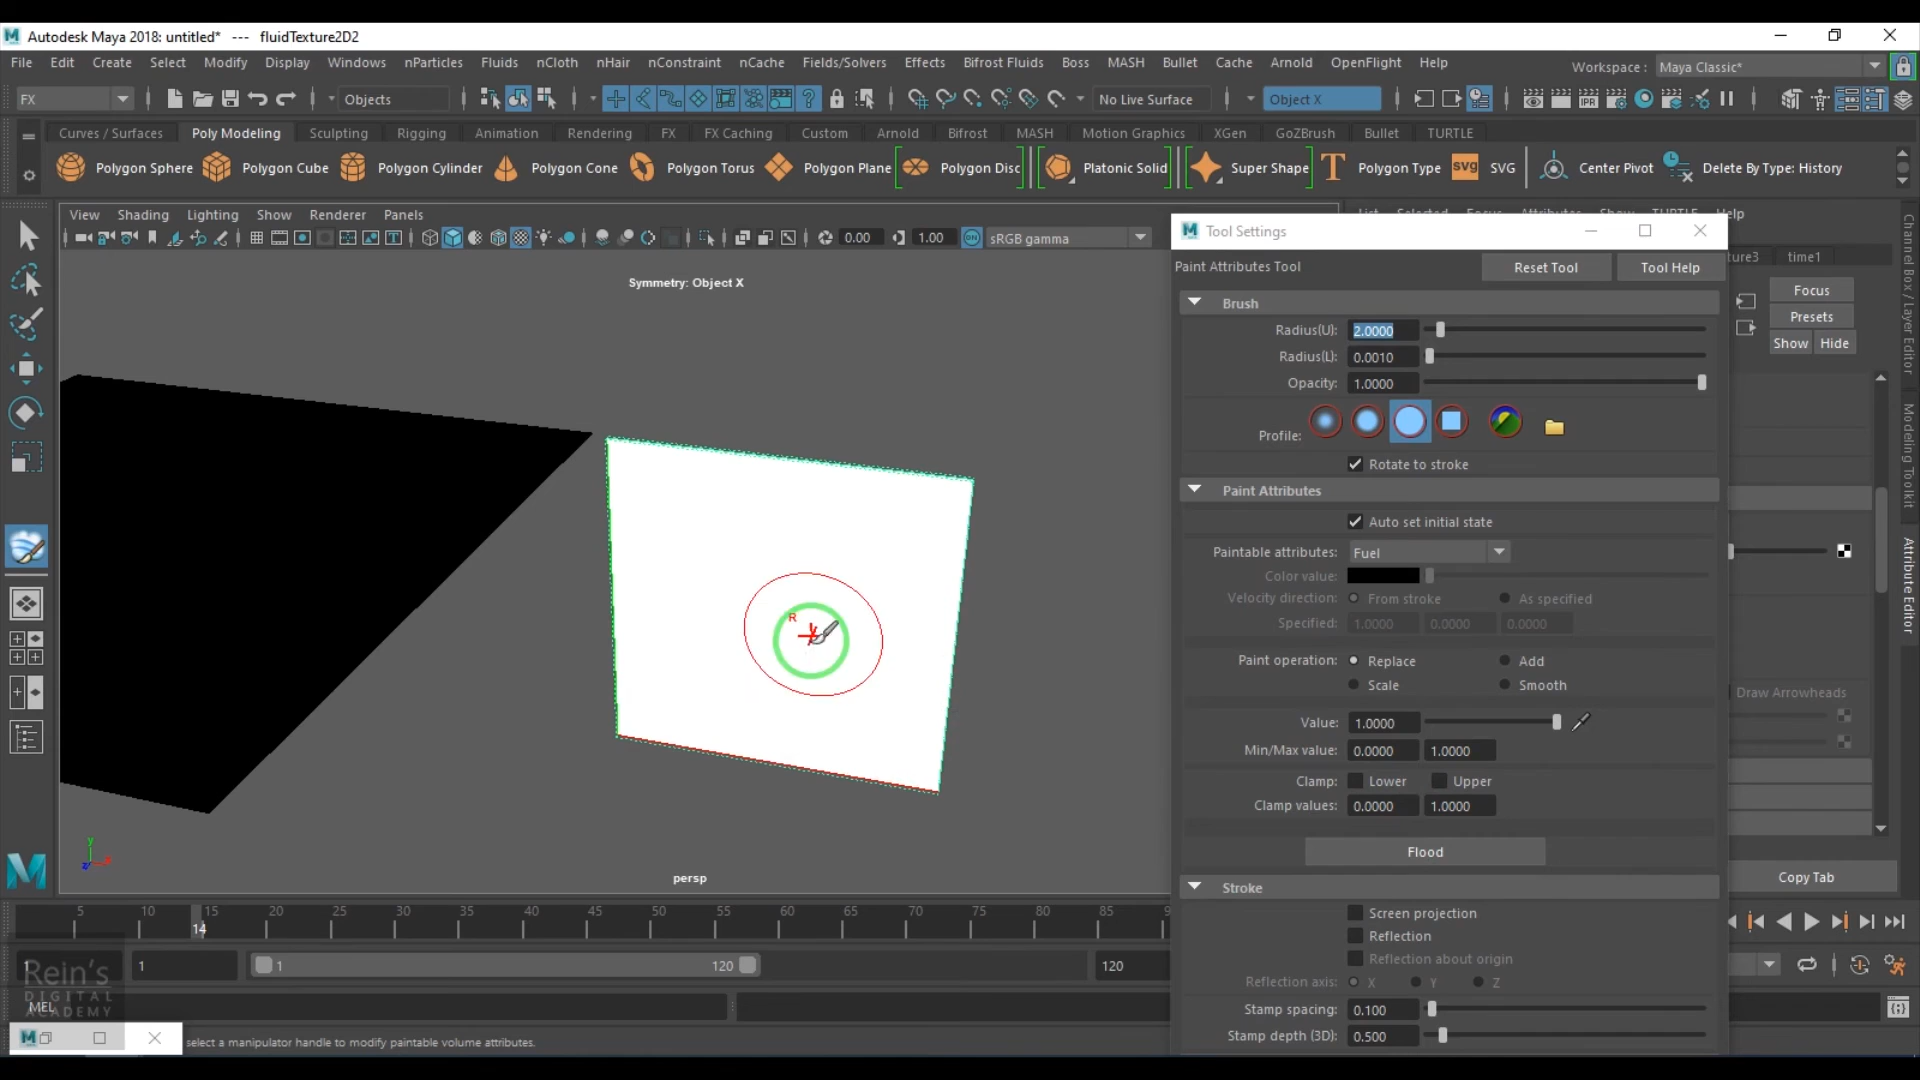 Autodesk Maya 2018: untitled* --- fluidTexture2D2
File Edit Create Select Modify Display Windows nParticles Fluids nCloth nHair nConstraint nCache Fields/Solvers Effects Bifrost Fluids Boss MASH Bullet Cache Arnold OpenFlight Help Workspace : Maya Classic*
FX Objects No Live Surface Object X
Curves / Surfaces Poly Modeling Sculpting Rigging Animation Rendering FX FX Caching Custom Arnold Bifrost MASH Motion Graphics XGen GoZBrush Bullet TURTLE
Polygon Sphere Polygon Cube Polygon Cylinder Polygon Cone Polygon Torus Polygon Plane Polygon Disc Platonic Solid Super Shape Polygon Type SVG SVG Center Pivot Delete By Type: History
View Shading Lighting Show Renderer Panels
0.00 1.00 ON sRGB gamma
Symmetry: Object X
R
y
x
z
persp
Tool Settings
Paint Attributes Tool Reset Tool Tool Help
Brush
Radius(U): 2.0000
Radius(L): 0.0010
Opacity: 1.0000
Profile:
Rotate to stroke
Paint Attributes
Auto set initial state
Paintable attributes: Fuel
Color value:
Velocity direction: From stroke As specified
Specified: 1.0000 0.0000 0.0000
Paint operation: Replace Add
Scale Smooth
Value: 1.0000
Min/Max value: 0.0000 1.0000
Clamp: Lower Upper
Clamp values: 0.0000 1.0000
Flood
Stroke
Screen projection
Reflection
Reflection about origin
Reflection axis: X Y Z
Stamp spacing: 0.100
Stamp depth (3D): 0.500
ture3 time1
Focus
Presets
Show Hide
Draw Arrowheads
Copy Tab
Channel Box / Layer Editor
Modeling Toolkit
Attribute Editor
5 10 15 20 25 30 35 40 45 50 55 60 65 70 75 80 85 9
14
1 1 120 120
Rein's
DIGITAL
ACADEMY
MEL
select a manipulator handle to modify paintable volume attributes.